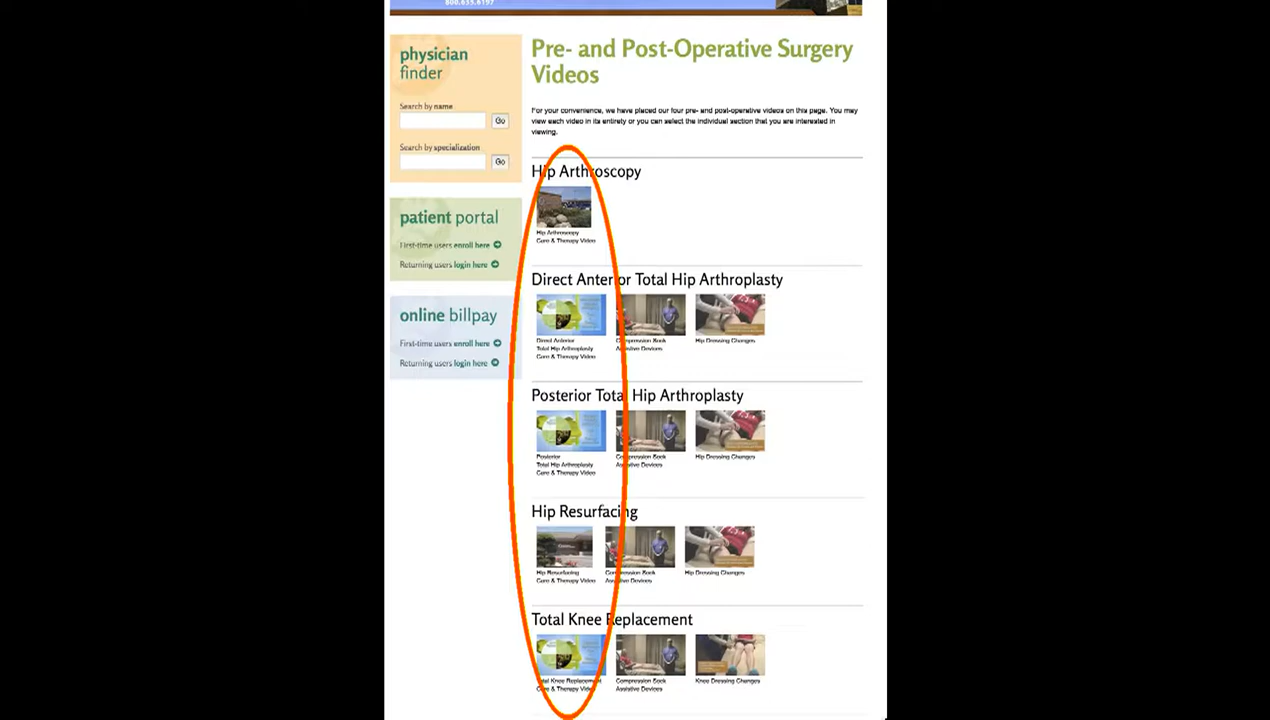 800.655.6197
physician
finder
Search by name
Go
Search by specialization
Go
patient portal
First-time users enroll here
Returning users login here
online billpay
First-time users enroll here
Returning users login here
Pre- and Post-Operative Surgery
Videos
For your convenience, we have placed our four pre- and post-operative videos on this page. You may
view each video in its entirety or you can select the individual section that you are interested in
viewing.
Hip Arthroscopy
Hip Arthroscopy
Care & Therapy Video
Direct Anterior Total Hip Arthroplasty
Direct Anterior
Total Hip Arthroplasty
Care & Therapy Video
Compression Sock
Assistive Devices
Hip Dressing Changes
Posterior Total Hip Arthroplasty
Posterior
Total Hip Arthroplasty
Care & Therapy Video
Compression Sock
Assistive Devices
Hip Dressing Changes
Hip Resurfacing
Hip Resurfacing
Care & Therapy Video
Compression Sock
Assistive Devices
Hip Dressing Changes
Total Knee Replacement
Total Knee Replacement
Care & Therapy Video
Compression Sock
Assistive Devices
Knee Dressing Changes